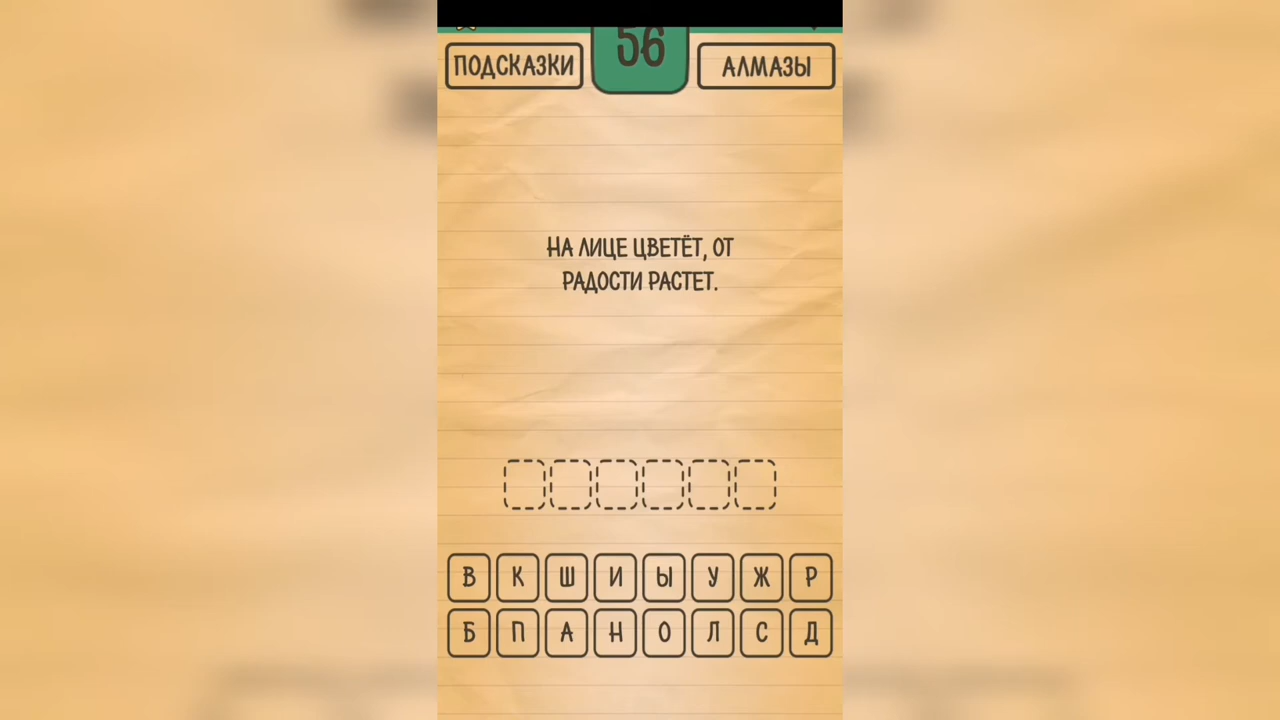 56
ПОДСКАЗКИ
АЛМАЗЫ
НА ЛИЦЕ ЦВЕТЁТ, ОТ
РАДОСТИ РАСТЕТ.
В К Ш И Ы У Ж Р
Б П А Н О Л С Д